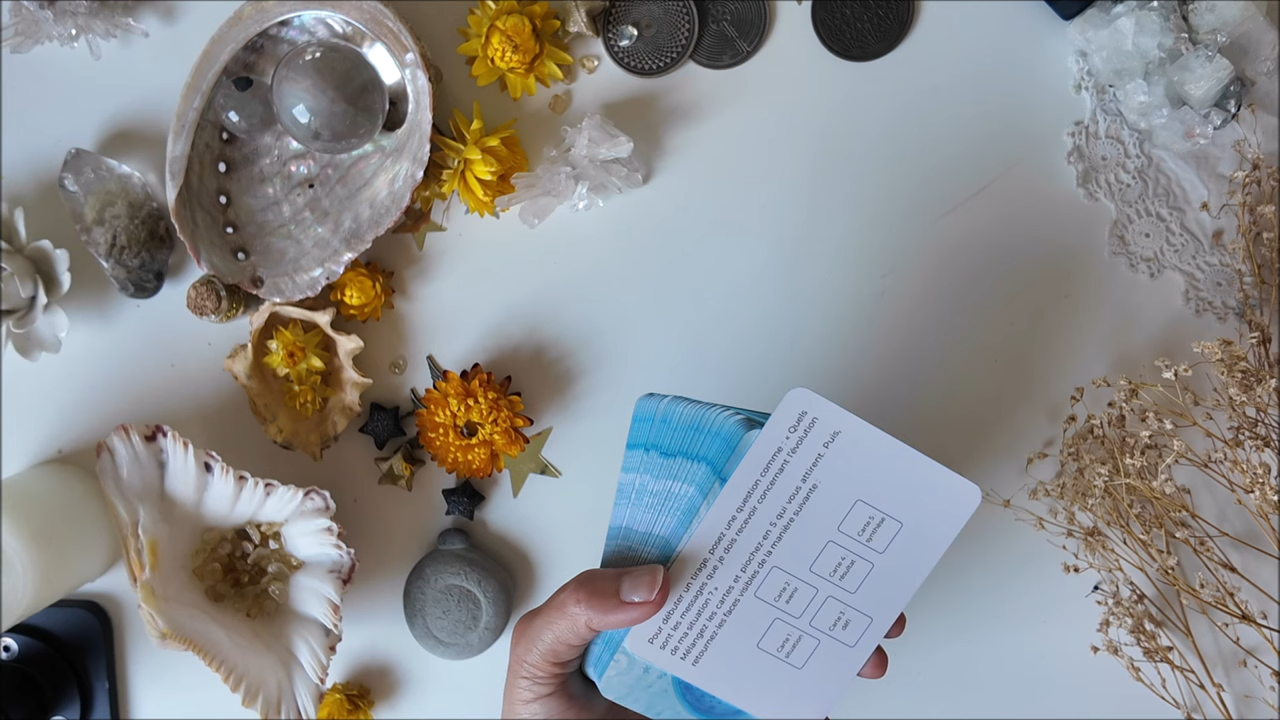 Pour débuter un tirage, posez une question comme : « Quels
sont les messages que je dois recevoir concernant l'évolution
de ma situation ? »
Mélangez les cartes et piochez-en 5 qui vous attirent. Puis,
retournez-les faces visibles de la manière suivante :
Carte 1
situation
Carte 2
avenir
Carte 3
défi
Carte 4
résultat
Carte 5
synthèse